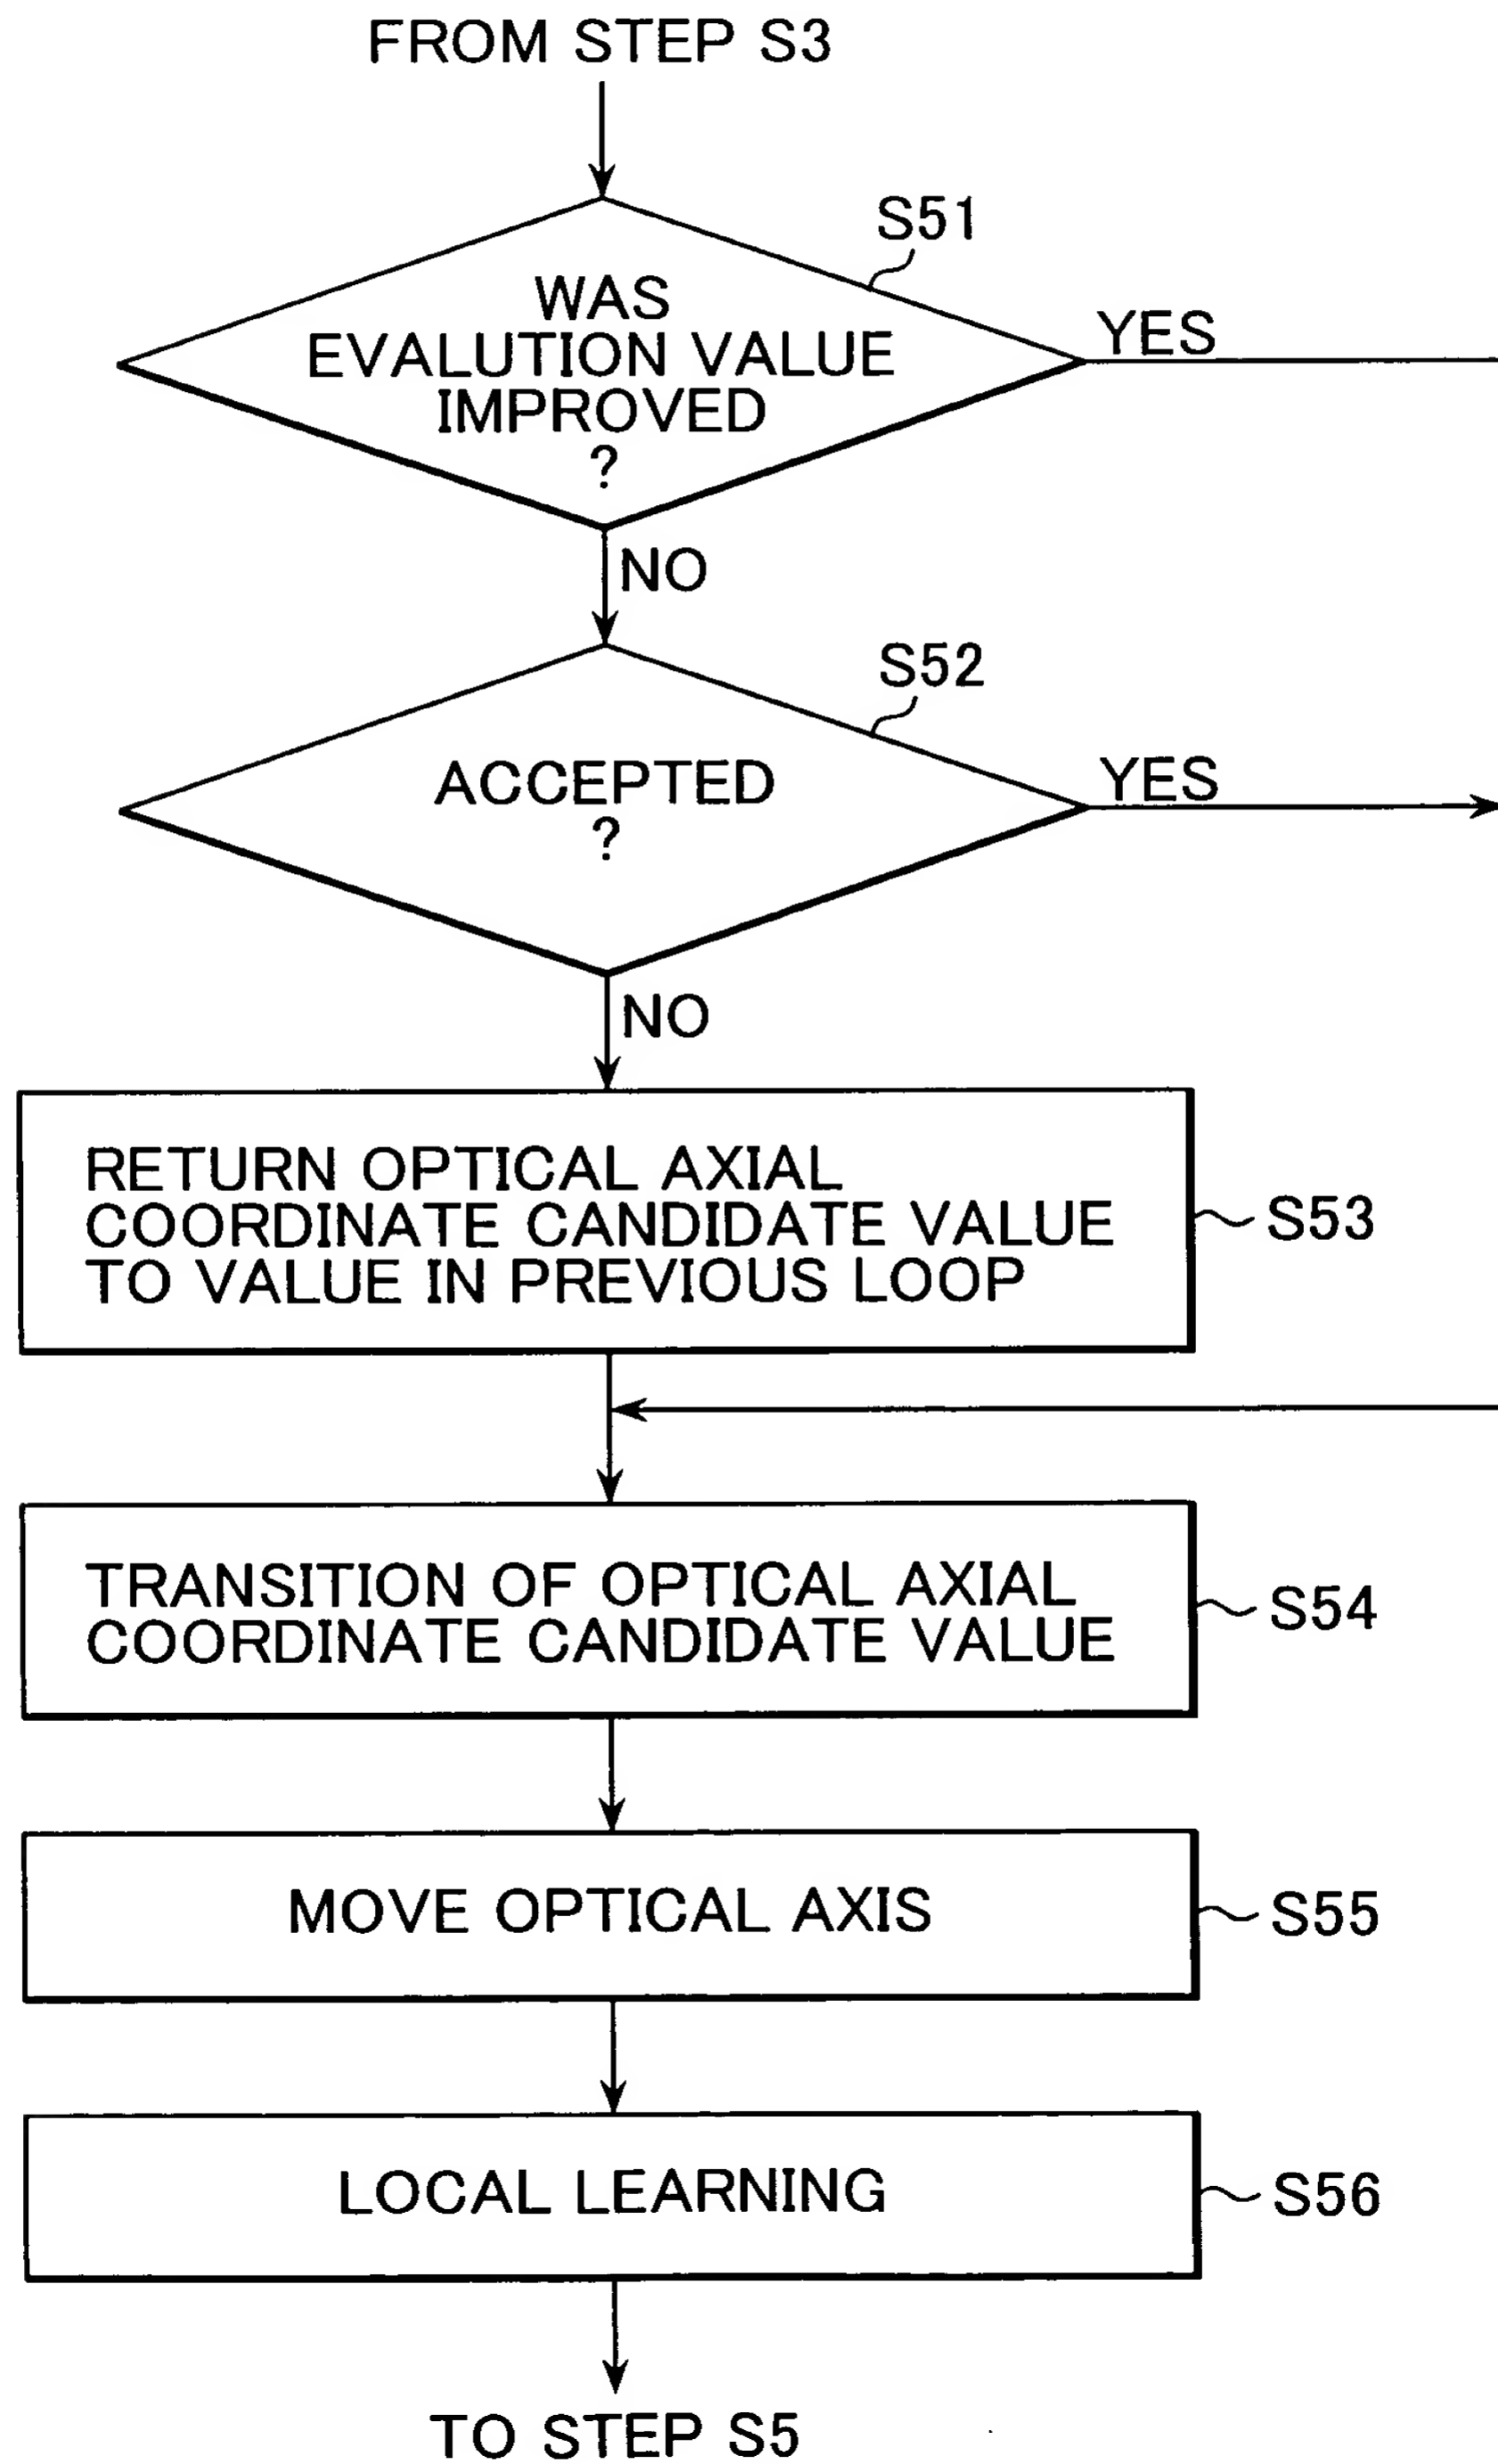 FROM STEP S3
S51
WAS
EVALUTION VALUE
IMPROVED
?
YES
NO
S52
ACCEPTED
?
YES
NO
RETURN OPTICAL AXIAL
COORDINATE CANDIDATE VALUE
TO VALUE IN PREVIOUS LOOP
S53
TRANSITION OF OPTICAL AXIAL
COORDINATE CANDIDATE VALUE
S54
MOVE OPTICAL AXIS
S55
LOCAL LEARNING
S56
TO STEP S5